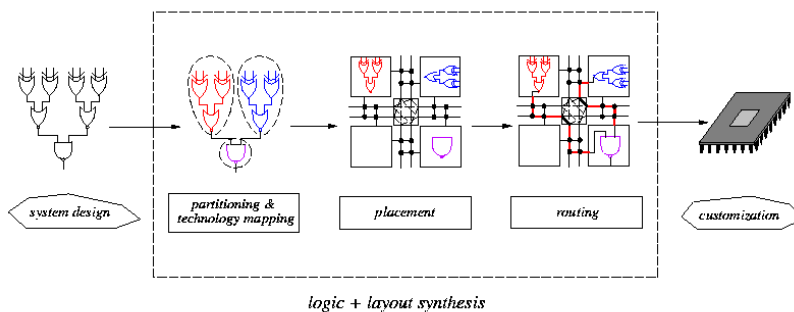 system design
partitioning &
technology mapping
placement
routing
customization
logic + layout synthesis